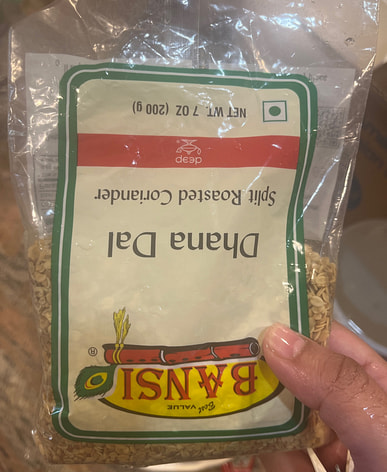 Best VALUE
BANSI
®
Dhana Dal
Split Roasted Coriander
deep
NET WT. 7 OZ (200 g)